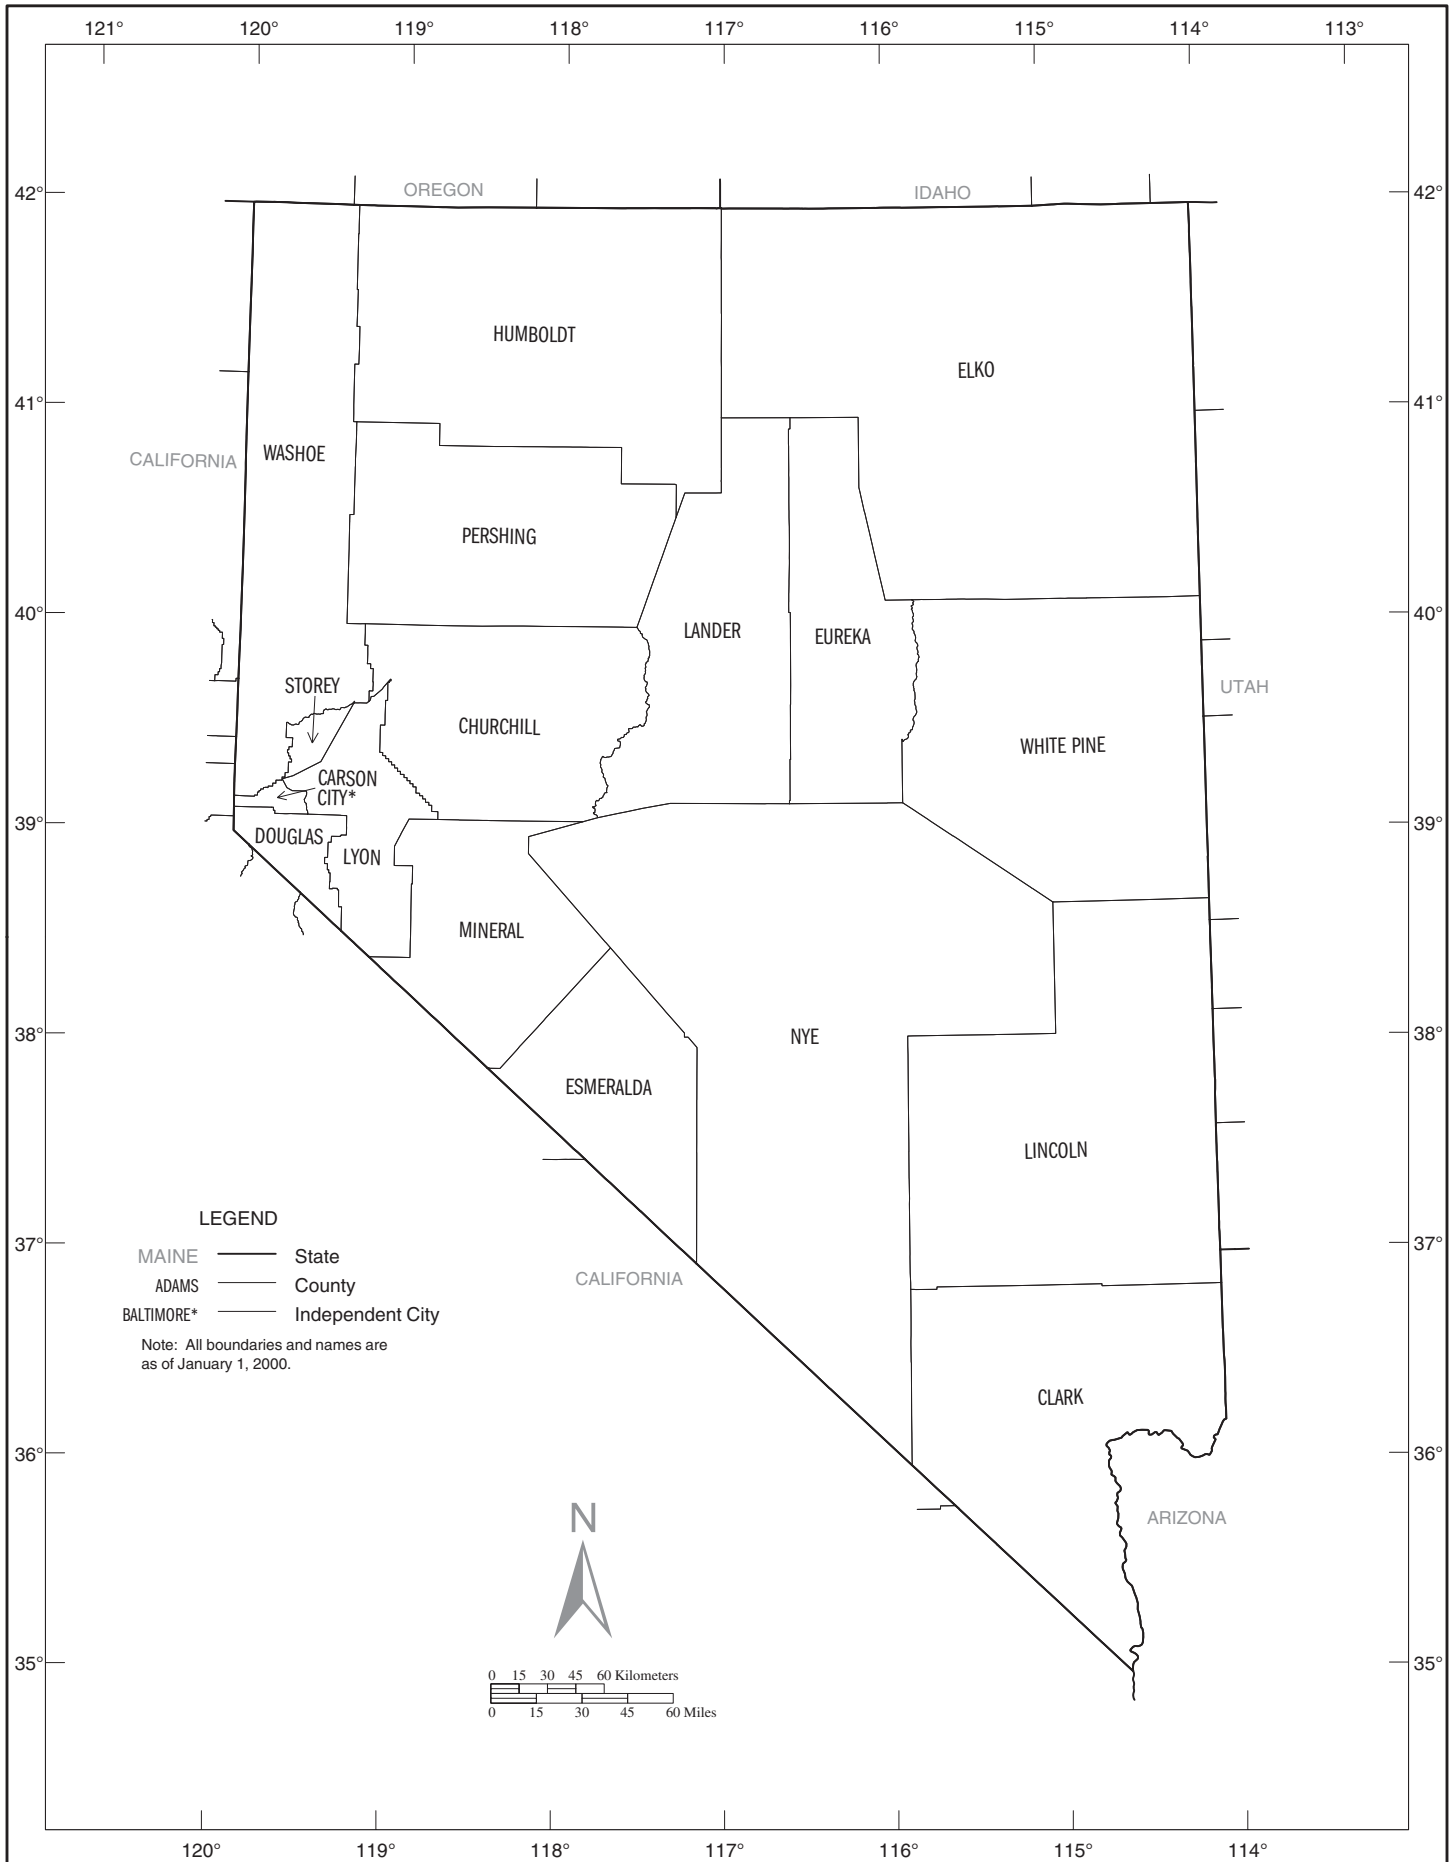 121° 120° 119° 118° 117° 116° 115° 114° 113°
42° OREGON IDAHO 42°
HUMBOLDT
ELKO
41° 41°
WASHOE
CALIFORNIA
PERSHING
40° 40°
LANDER
EUREKA
STOREY
UTAH
CHURCHILL
WHITE PINE
CARSON
CITY*
39° 39°
DOUGLAS
LYON
MINERAL
38° NYE 38°
ESMERALDA
LINCOLN
LEGEND
37° 37°
MAINE State
CALIFORNIA
ADAMS County
BALTIMORE* Independent City
Note: All boundaries and names are
as of January 1, 2000.
CLARK
36° 36°
N
ARIZONA
35° 35°
0 15 30 45 60 Kilometers
0 15 30 45 60 Miles
120° 119° 118° 117° 116° 115° 114°